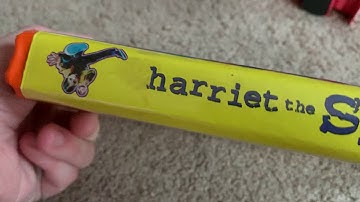 harriet the S